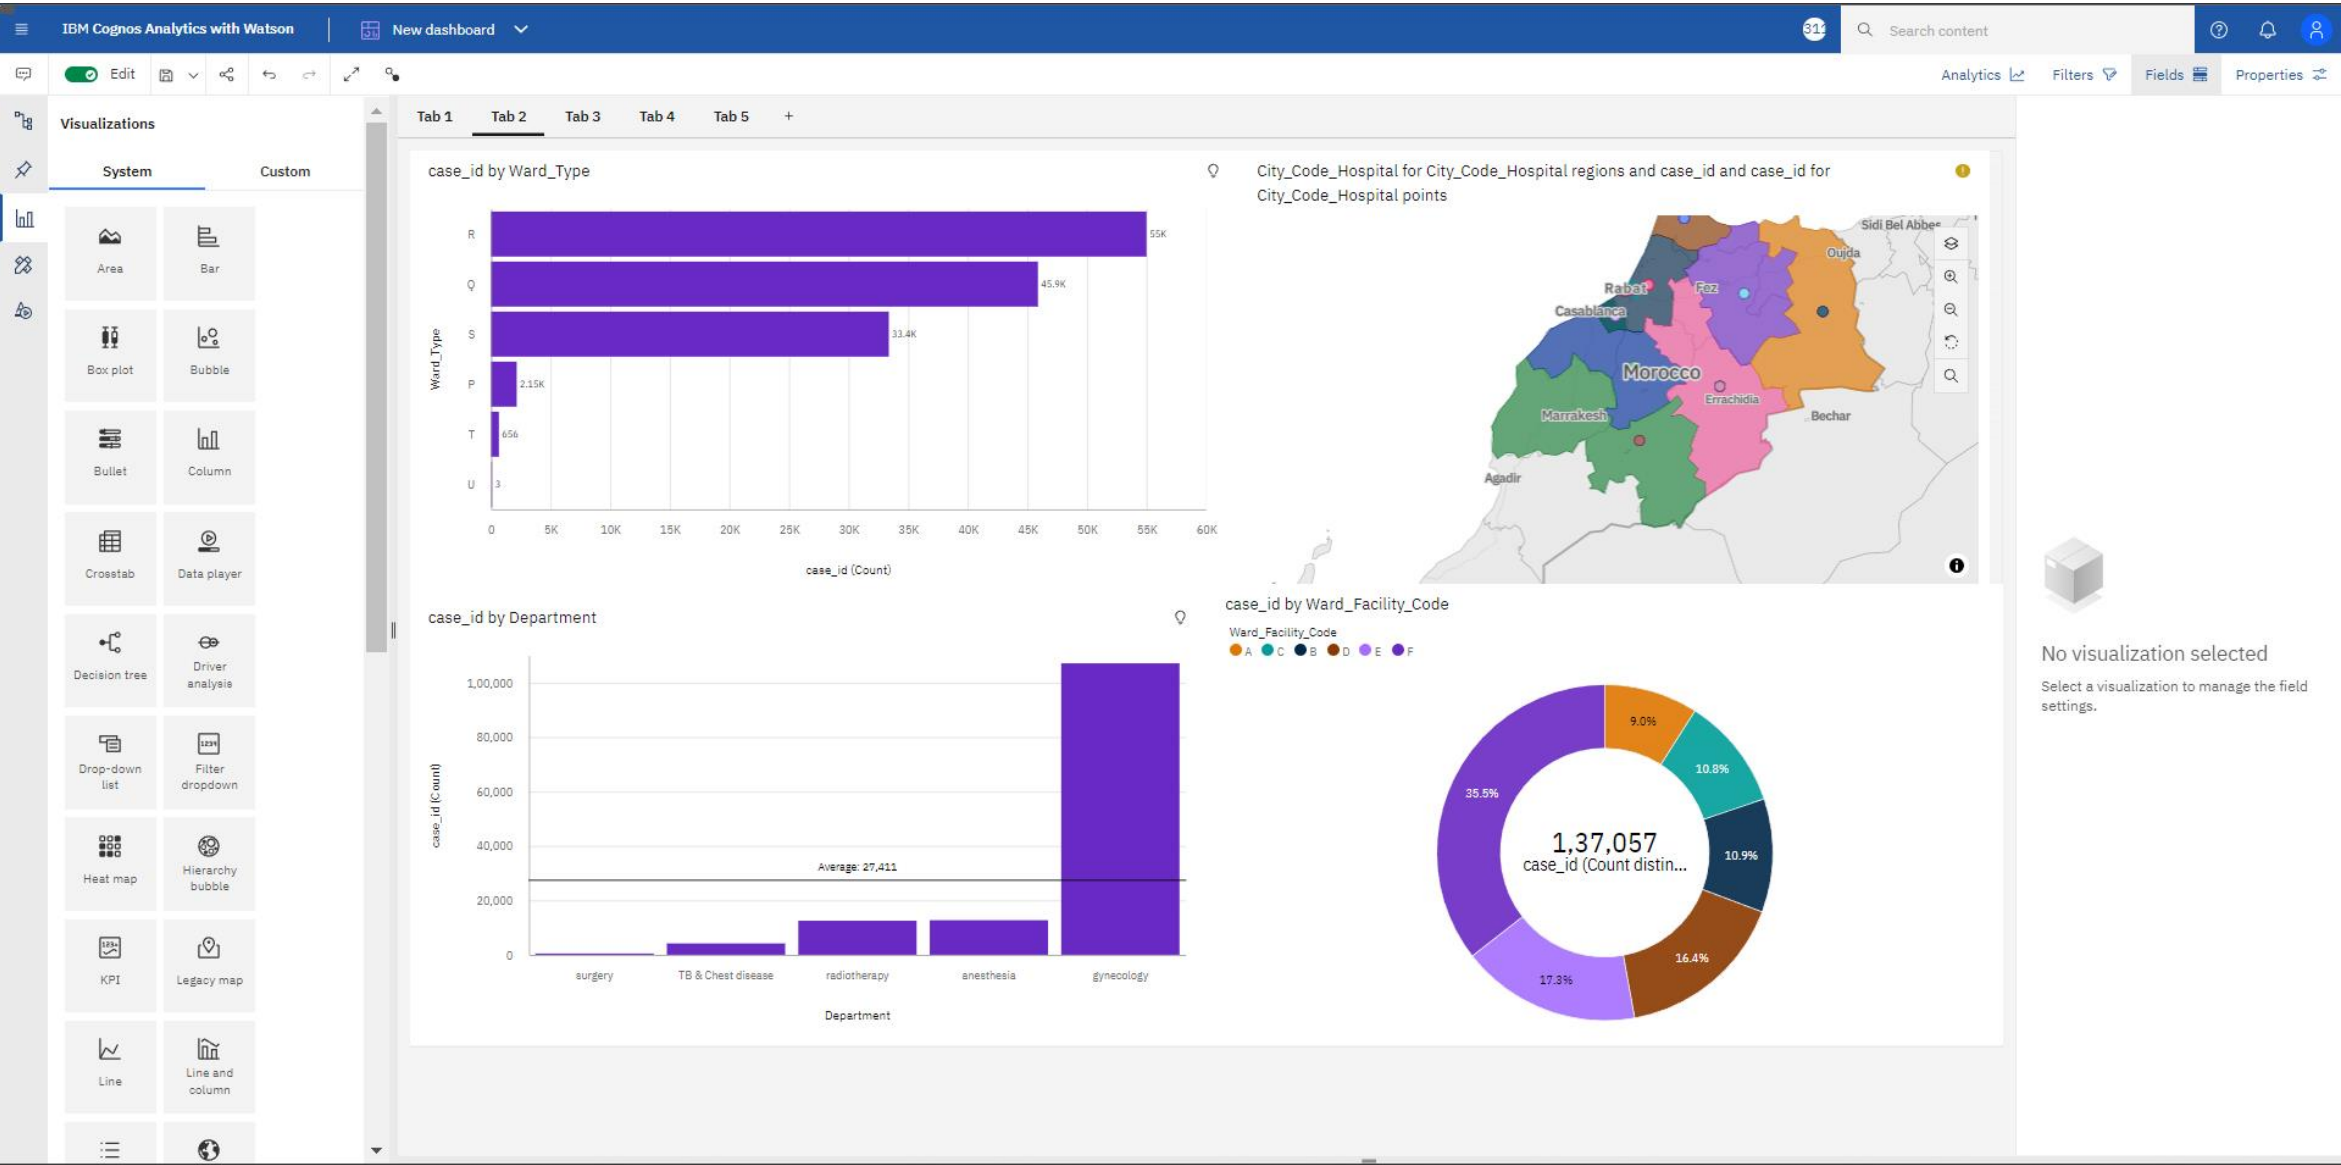 IBM Cognos Analytics with Watson
New dashboard
311
Search content
Edit
Analytics
Filters
Fields
Properties
Visualizations
System
Custom
Area
Bar
Box plot
Bubble
Bullet
Column
Crosstab
Data player
Decision tree
Driver
analysis
Drop-down
list
Filter
dropdown
Heat map
Hierarchy
bubble
KPI
Legacy map
Line
Line and
column
Tab 1
Tab 2
Tab 3
Tab 4
Tab 5
+
case_id by Ward_Type
Ward_Type
R
55K
Q
45.9K
S
33.4K
P
2.15K
T
656
U
3
0
5K
10K
15K
20K
25K
30K
35K
40K
45K
50K
55K
60K
case_id (Count)
City_Code_Hospital for City_Code_Hospital regions and case_id and case_id for
City_Code_Hospital points
Sidi Bel Abbes
Oujda
Rabat
Fez
Casablanca
Morocco
Errachidia
Marrakesh
Bechar
Agadir
case_id by Department
case_id (Count)
1,00,000
80,000
60,000
40,000
20,000
0
Average: 27,411
surgery
TB & Chest disease
radiotherapy
anesthesia
gynecology
Department
case_id by Ward_Facility_Code
Ward_Facility_Code
A
C
B
D
E
F
9.0%
10.8%
10.9%
16.4%
17.3%
35.5%
1,37,057
case_id (Count distin...
No visualization selected
Select a visualization to manage the field
settings.